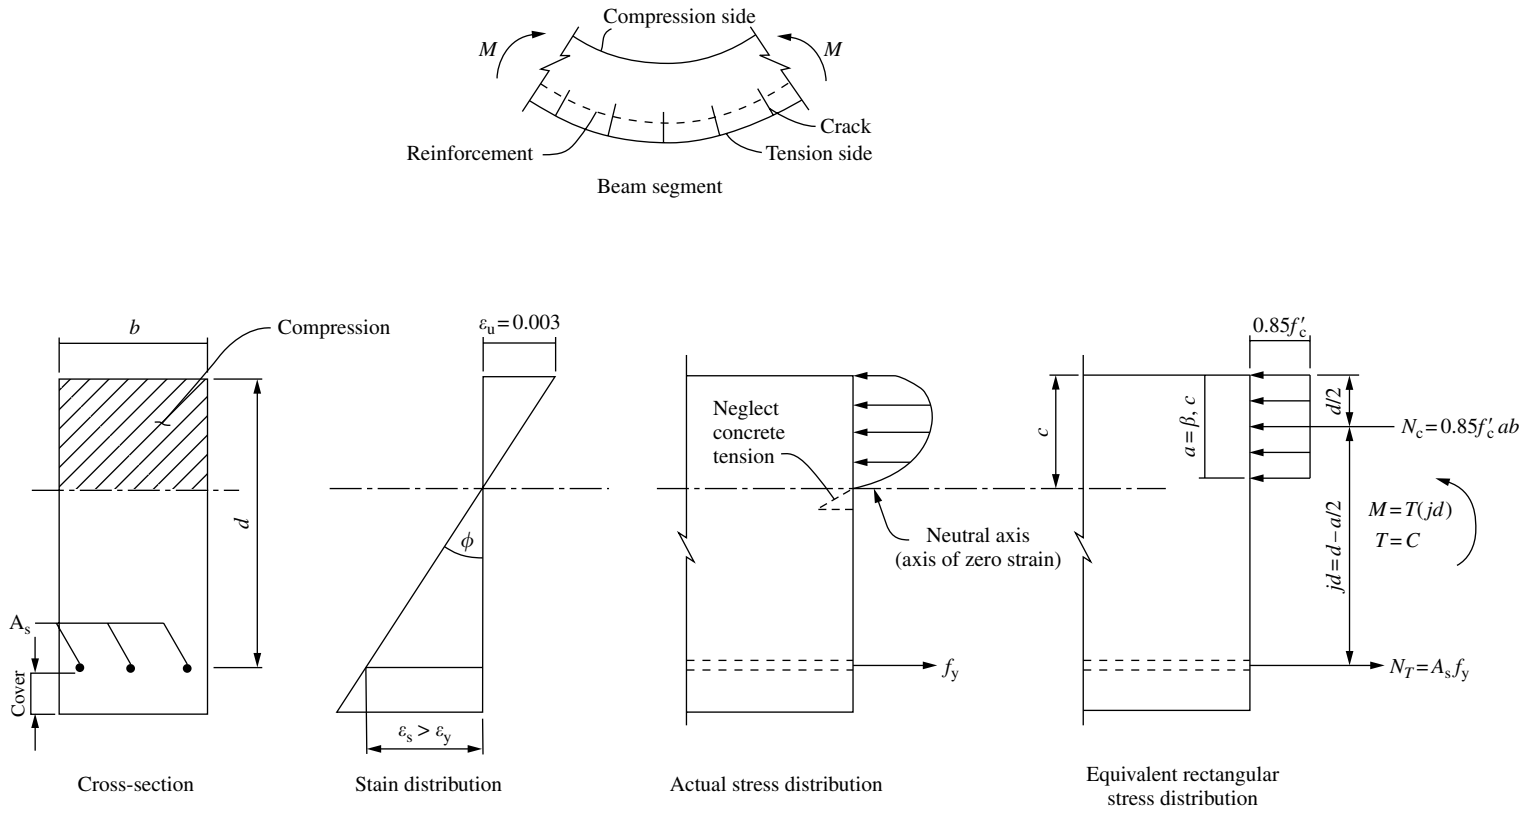 Compression side
M
M
Crack
Reinforcement
Tension side
Beam segment
b
Compression
d
A_s
Cover
Cross-section
ε_u = 0.003
ϕ
ε_s > ε_y
Stain distribution
Neglect
concrete
tension
Neutral axis
(axis of zero strain)
f_y
Actual stress distribution
c
a = β, c
0.85f′_c
d/2
N_c = 0.85f′_c ab
jd = d – a/2
M = T(jd)
T = C
N_T = A_s f_y
Equivalent rectangular
stress distribution